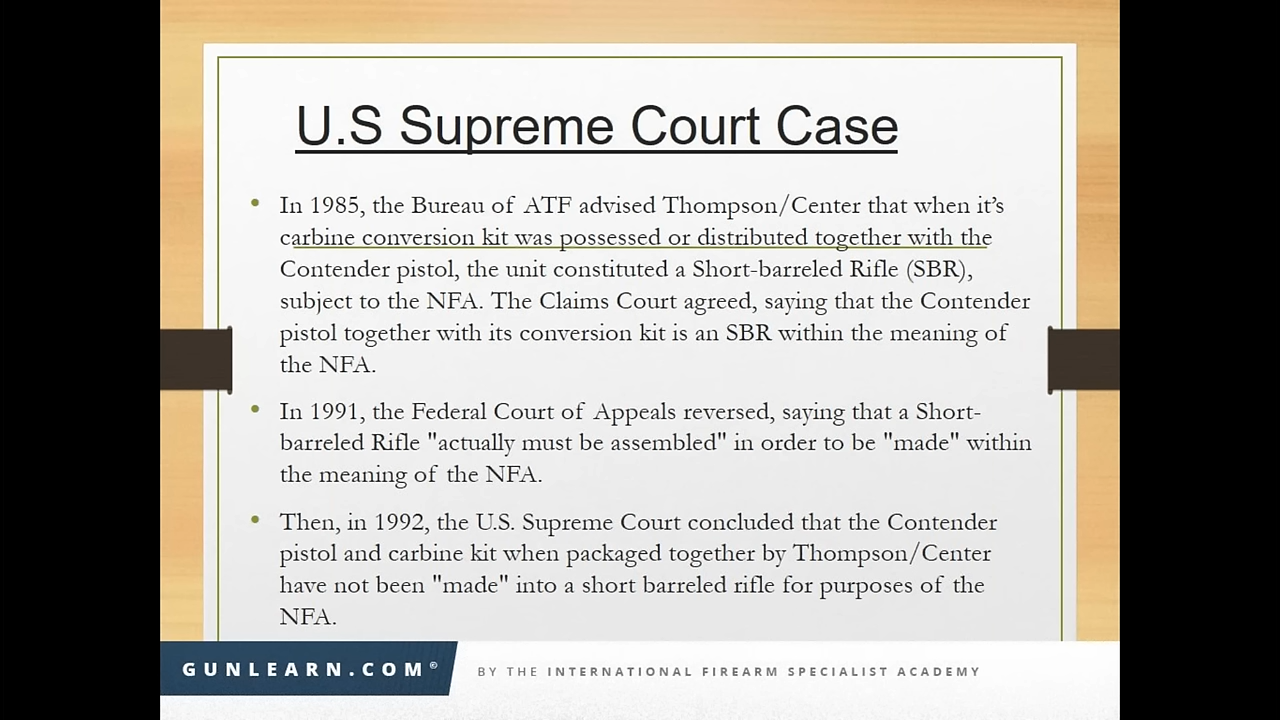 U.S Supreme Court Case
• In 1985, the Bureau of ATF advised Thompson/Center that when it’s
carbine conversion kit was possessed or distributed together with the
Contender pistol, the unit constituted a Short-barreled Rifle (SBR),
subject to the NFA. The Claims Court agreed, saying that the Contender
pistol together with its conversion kit is an SBR within the meaning of
the NFA.
• In 1991, the Federal Court of Appeals reversed, saying that a Short-
barreled Rifle "actually must be assembled" in order to be "made" within
the meaning of the NFA.
• Then, in 1992, the U.S. Supreme Court concluded that the Contender
pistol and carbine kit when packaged together by Thompson/Center
have not been "made" into a short barreled rifle for purposes of the
NFA.
GUNLEARN.COM© BY THE INTERNATIONAL FIREARM SPECIALIST ACADEMY